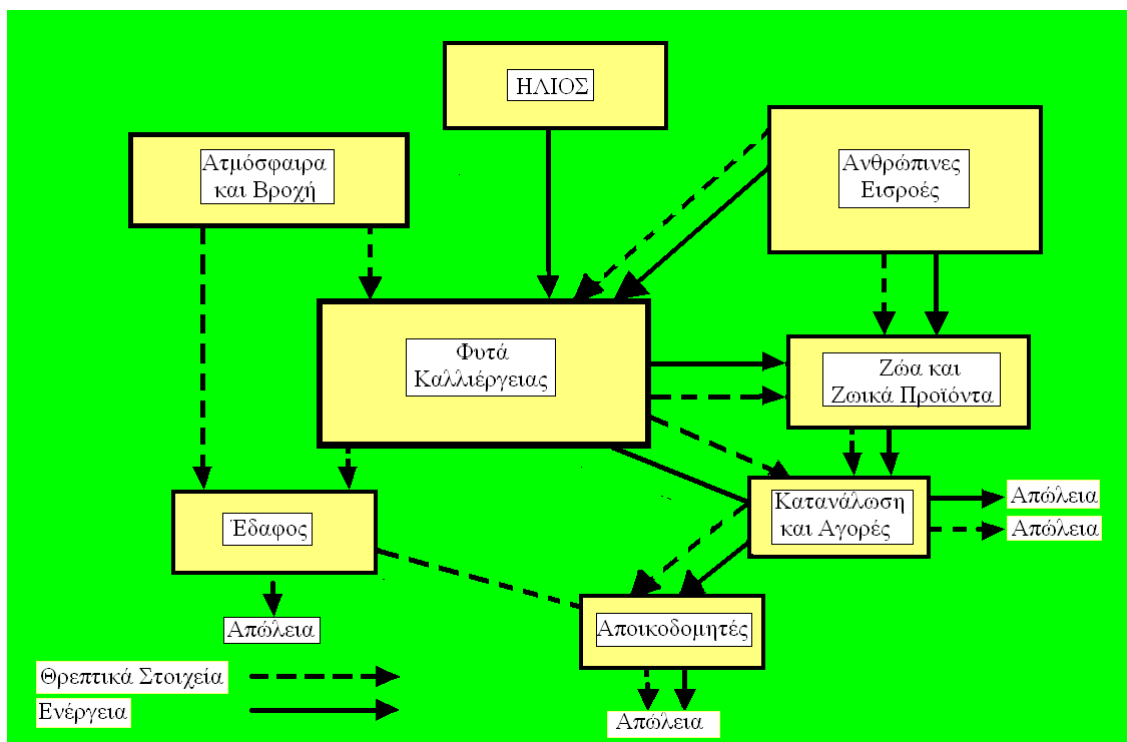 ΗΛΙΟΣ
Ατμόσφαιρα
και Βροχή
Ανθρώπινες
Εισροές
Φυτά
Καλλιέργειας
Ζώα και
Ζωικά Προϊόντα
Κατανάλωση
και Αγορές
Απώλεια
Απώλεια
Έδαφος
Απώλεια
Αποικοδομητές
Απώλεια
Θρεπτικά Στοιχεία
Ενέργεια